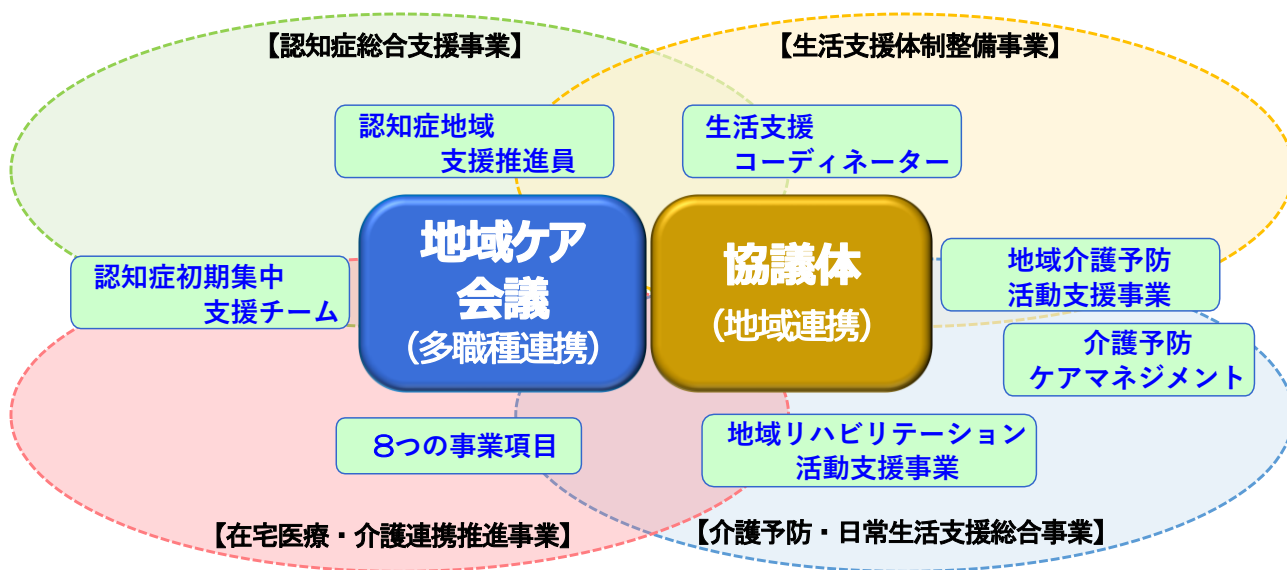 【認知症総合支援事業】
【生活支援体制整備事業】
認知症地域
支援推進員
生活支援
コーディネーター
地域ケア
会議
（多職種連携）
協議体
（地域連携）
認知症初期集中
支援チーム
地域介護予防
活動支援事業
介護予防
ケアマネジメント
8つの事業項目
地域リハビリテーション
活動支援事業
【在宅医療・介護連携推進事業】
【介護予防・日常生活支援総合事業】